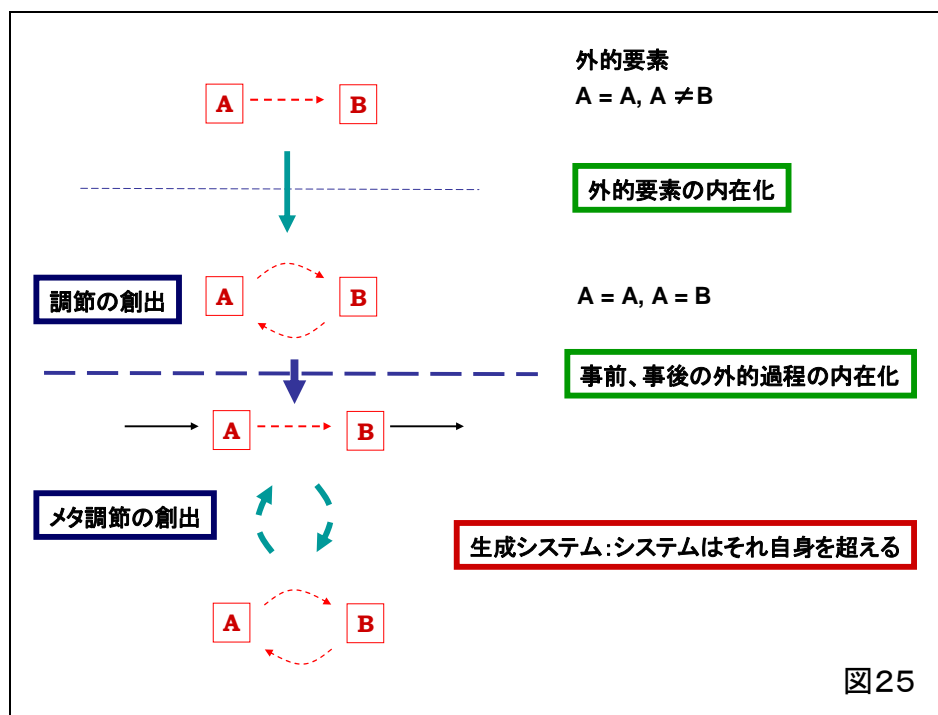 外的要素
A = A, A ≠B
A
B
外的要素の内在化
調節の創出
A
B
A = A, A = B
事前、事後の外的過程の内在化
A
B
メタ調節の創出
生成システム：システムはそれ自身を超える
A
B
図25